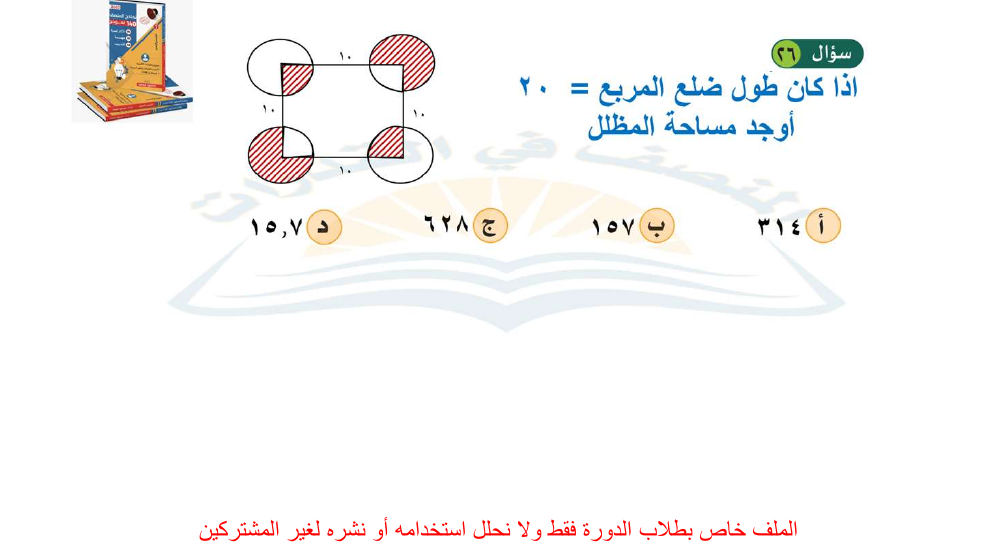 سؤال ٢٦
اذا كان طول ضلع المربع = ٢٠
أوجد مساحة المظلل
١٠
١٠
١٠
١٠
أ ٣١٤
ب ١٥٧
ج ٦٢٨
د ١٥,٧
الملف خاص بطلاب الدورة فقط ولا نحلل استخدامه أو نشره لغير المشتركين